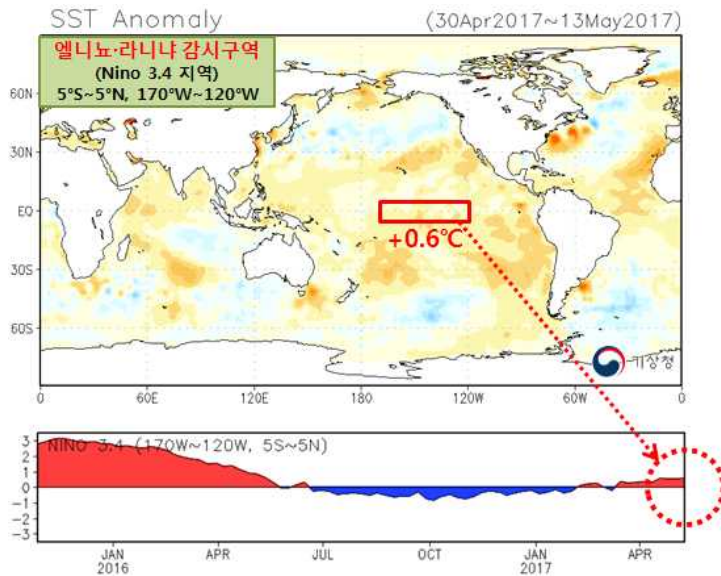 SST Anomaly (30Apr2017~13May2017)
엘니뇨·라니냐 감시구역
(Nino 3.4 지역)
5°S~5°N, 170°W~120°W
60N
30N
EQ
+0.6℃
30S
60S
기상청
0 60E 120E 180 120W 60W 0
NINO 3.4 (170W~120W, 5S~5N)
3
2
1
0
-1
-2
-3
JAN APR JUL OCT JAN APR
2016 2017